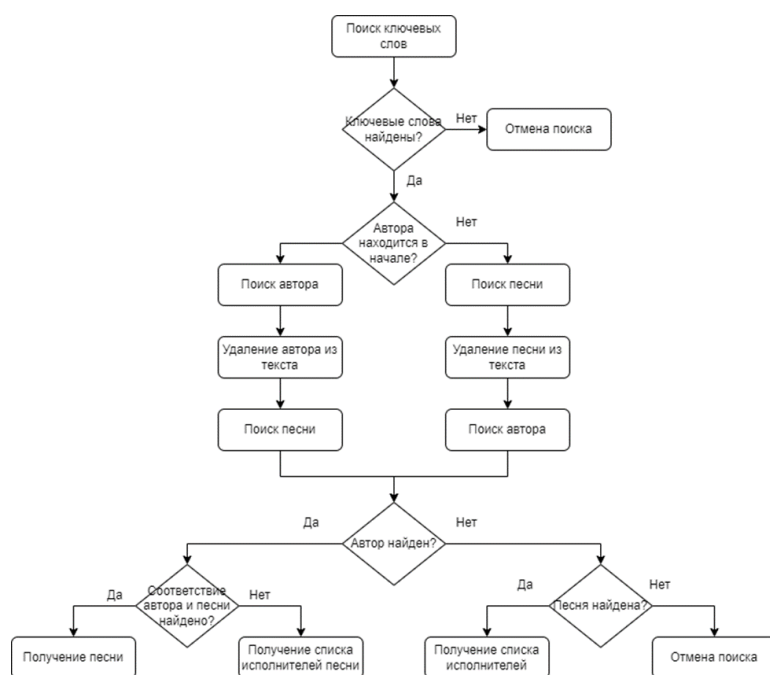 Поиск ключевых
слов
Ключевые слова
найдены?
Нет
Отмена поиска
Да
Автора
находится в
начале?
Нет
Поиск автора
Поиск песни
Удаление автора из
текста
Удаление песни из
текста
Поиск песни
Поиск автора
Да
Нет
Автор найден?
Да
Соответствие
автора и песни
найдено?
Нет
Да
Песня найдена?
Нет
Получение песни
Получение списка
исполнителей песни
Получение списка
исполнителей
Отмена поиска